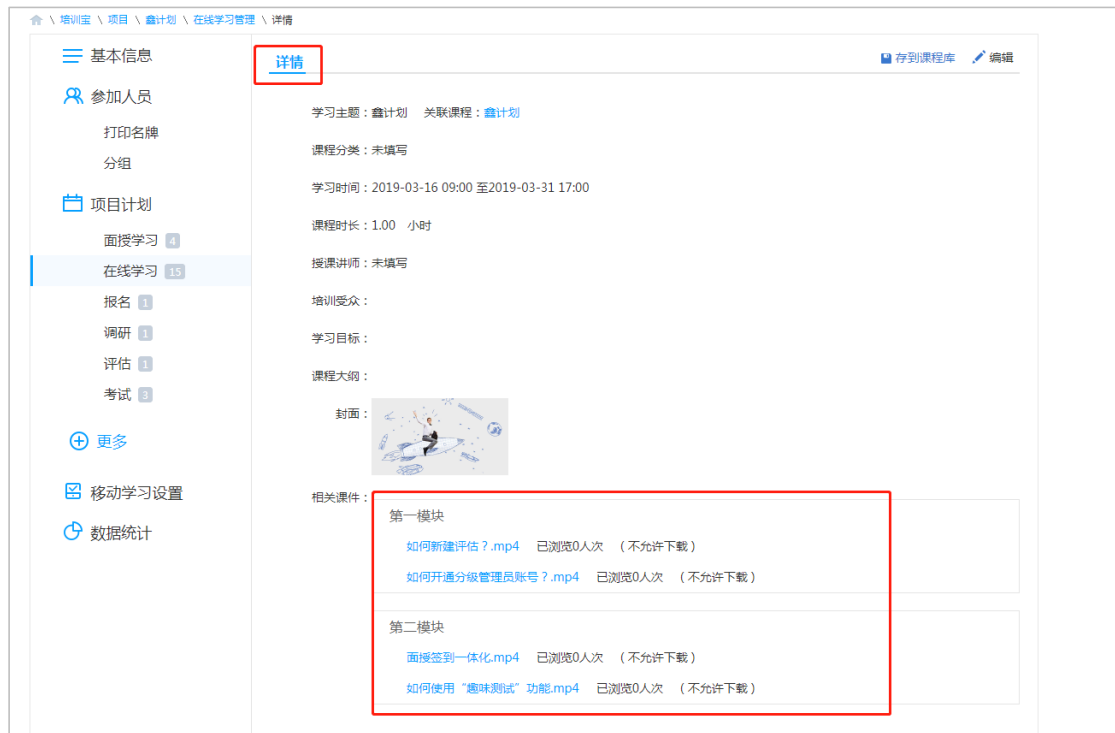 \ 培训宝 \ 项目 \ 鑫计划 \ 在线学习管理 \ 详情
基本信息
参加人员
打印名牌
分组
项目计划
面授学习 4
在线学习 15
报名 1
调研 1
评估 1
考试 3
更多
移动学习设置
数据统计
详情
存到课程库 编辑
学习主题：鑫计划 关联课程：鑫计划
课程分类：未填写
学习时间：2019-03-16 09:00 至2019-03-31 17:00
课程时长：1.00 小时
授课讲师：未填写
培训受众：
学习目标：
课程大纲：
封面：
相关课件：
第一模块
如何新建评估？.mp4 已浏览0人次 （不允许下载）
如何开通分级管理员账号？.mp4 已浏览0人次 （不允许下载）
第二模块
面授签到一体化.mp4 已浏览0人次 （不允许下载）
如何使用“趣味测试”功能.mp4 已浏览0人次 （不允许下载）